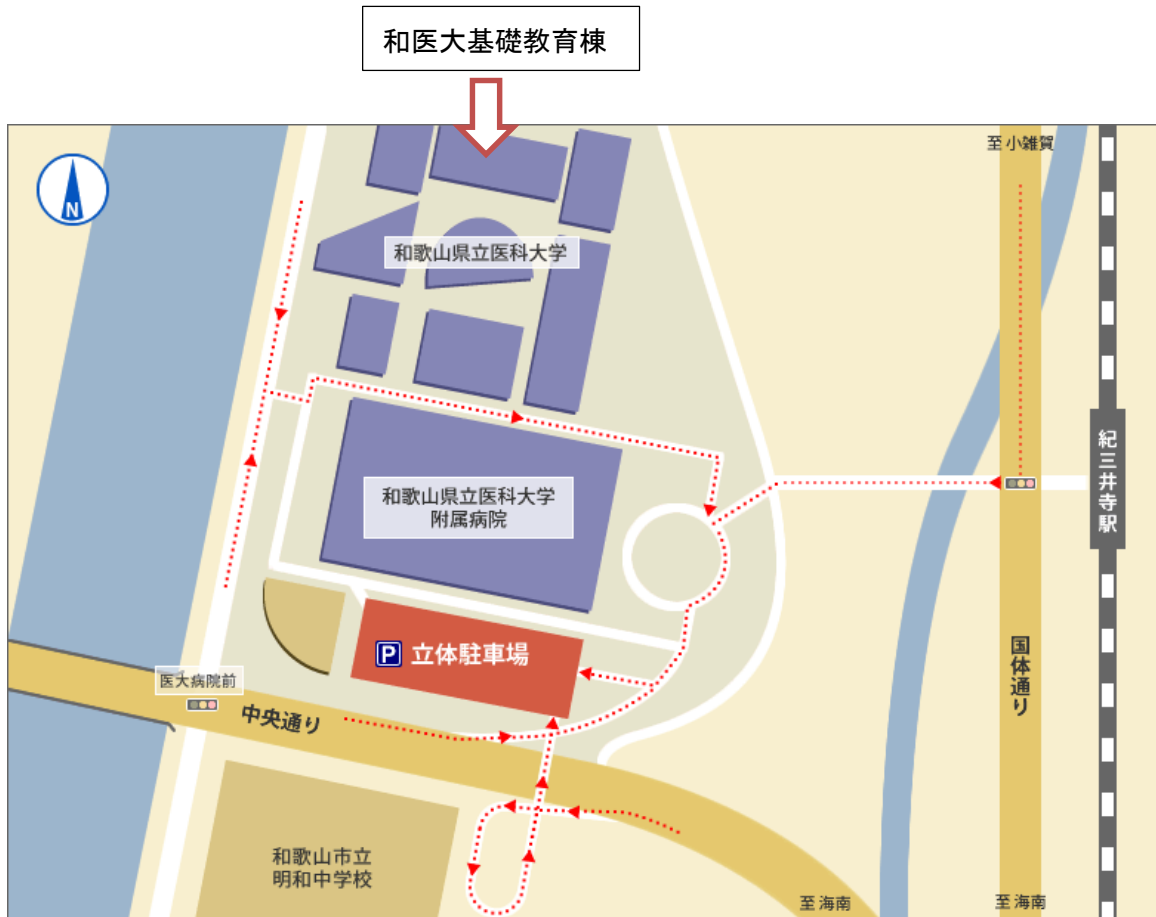 和医大基礎教育棟
N
至 小雑賀
和歌山県立医科大学
紀三井寺駅
和歌山県立医科大学
附属病院
P 立体駐車場
国体通り
医大病院前
中央通り
和歌山市立
明和中学校
至 海南
至 海南